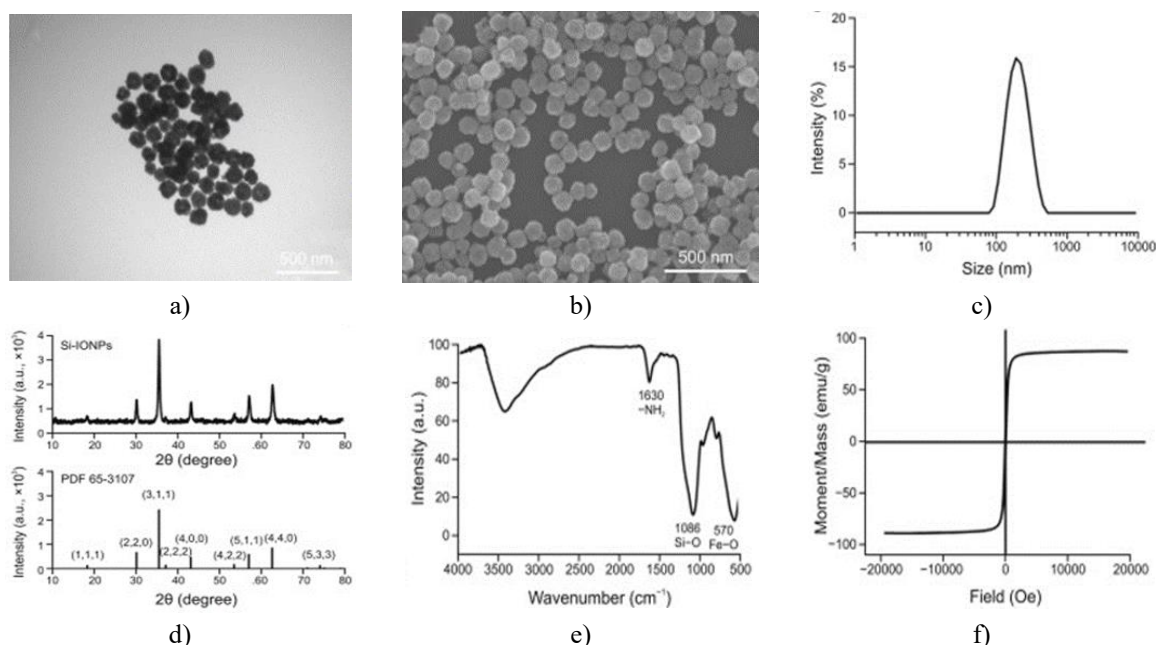 500 nm
a)
500 nm
b)
Intensity (%)
20
15
10
5
0
1
10
100
1000
10000
Size (nm)
c)
Intensity (a.u., ×10³)
4
3
2
1
0
Si-IONPs
10 20 30 40 50 60 70 80
2θ (degree)
Intensity (a.u., ×10³)
4
3
2
1
0
PDF 65-3107
(1,1,1)
(2,2,0)
(3,1,1)
(2,2,2)
(4,0,0)
(4,2,2)
(5,1,1)
(4,4,0)
(5,3,3)
10 20 30 40 50 60 70 80
2θ (degree)
d)
Intensity (a.u.)
100
80
60
40
20
0
1630
−NH₂
1086
Si−O
570
Fe−O
4000 3500 3000 2500 2000 1500 1000 500
Wavenumber (cm⁻¹)
e)
Moment/Mass (emu/g)
100
50
0
−50
−100
−20000 −10000 0 10000 20000
Field (Oe)
f)